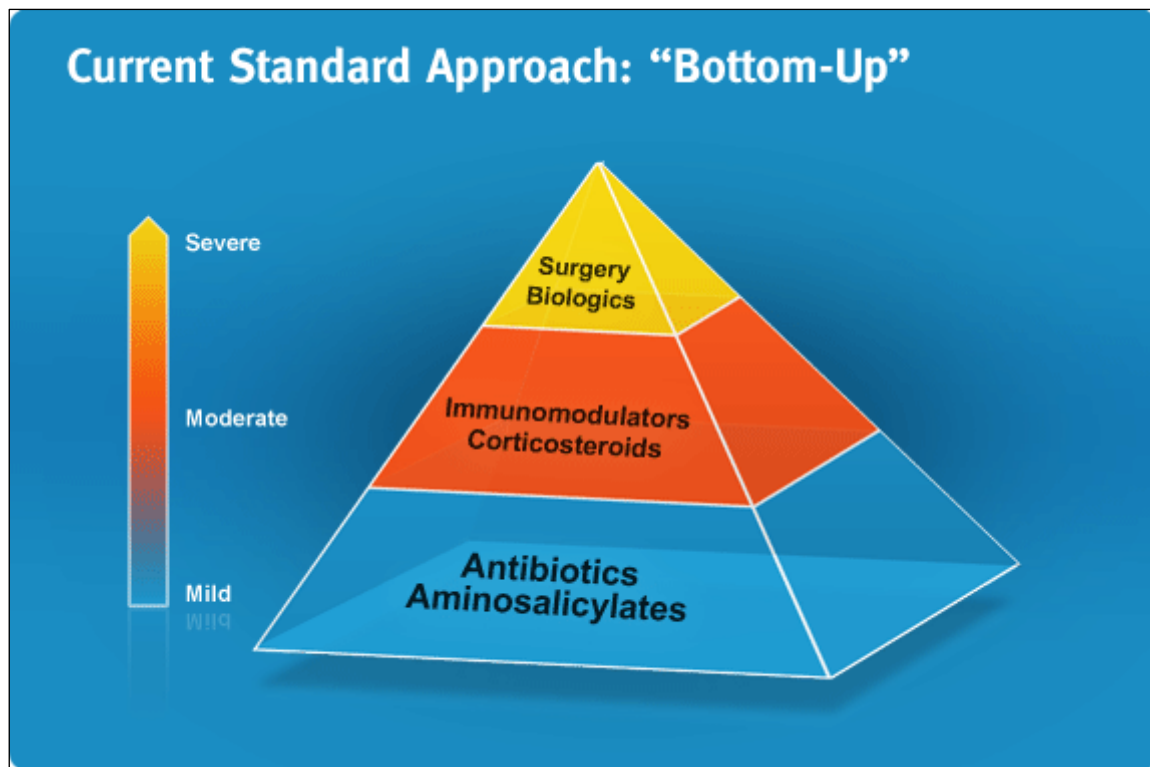 Current Standard Approach: “Bottom-Up”
Severe
Moderate
Mild
Surgery
Biologics
Immunomodulators
Corticosteroids
Antibiotics
Aminosalicylates